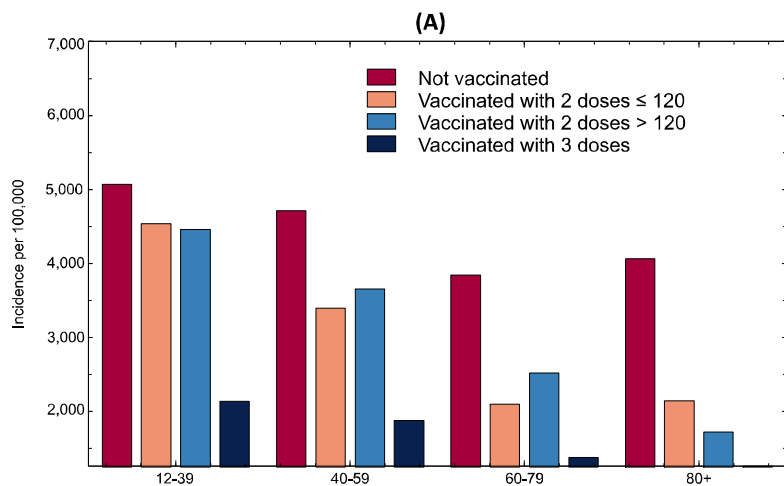 (A)
7,000
6,000
5,000
4,000
3,000
2,000
Incidence per 100,000
Not vaccinated
Vaccinated with 2 doses ≤ 120
Vaccinated with 2 doses > 120
Vaccinated with 3 doses
12-39
40-59
60-79
80+